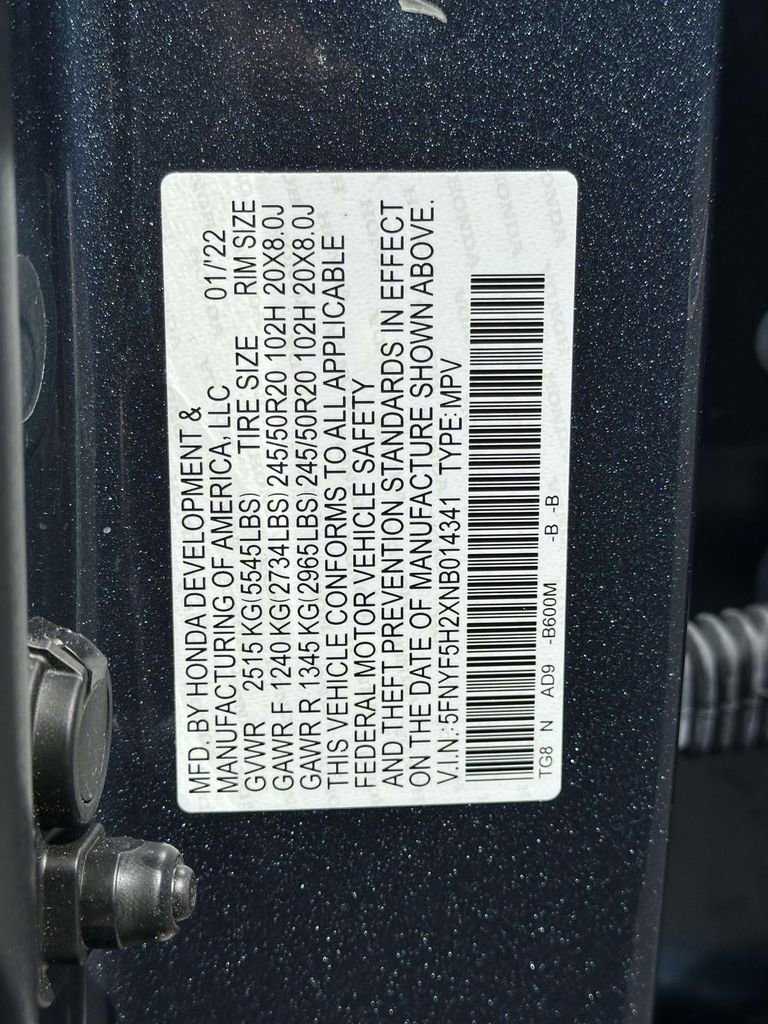 MFD. BY HONDA DEVELOPMENT &
MANUFACTURING OF AMERICA, LLC 01/'22
GVWR 2515 KG(5545LBS) TIRE SIZE RIM SIZE
GAWR F 1240 KG(2734LBS) 245/50R20 102H 20X8.0J
GAWR R 1345 KG(2965LBS) 245/50R20 102H 20X8.0J
THIS VEHICLE CONFORMS TO ALL APPLICABLE
FEDERAL MOTOR VEHICLE SAFETY
AND THEFT PREVENTION STANDARDS IN EFFECT
ON THE DATE OF MANUFACTURE SHOWN ABOVE.
V.I.N.: 5FNYF5H2XNB014341 TYPE: MPV
TG8 N AD9 -B600M -B -B